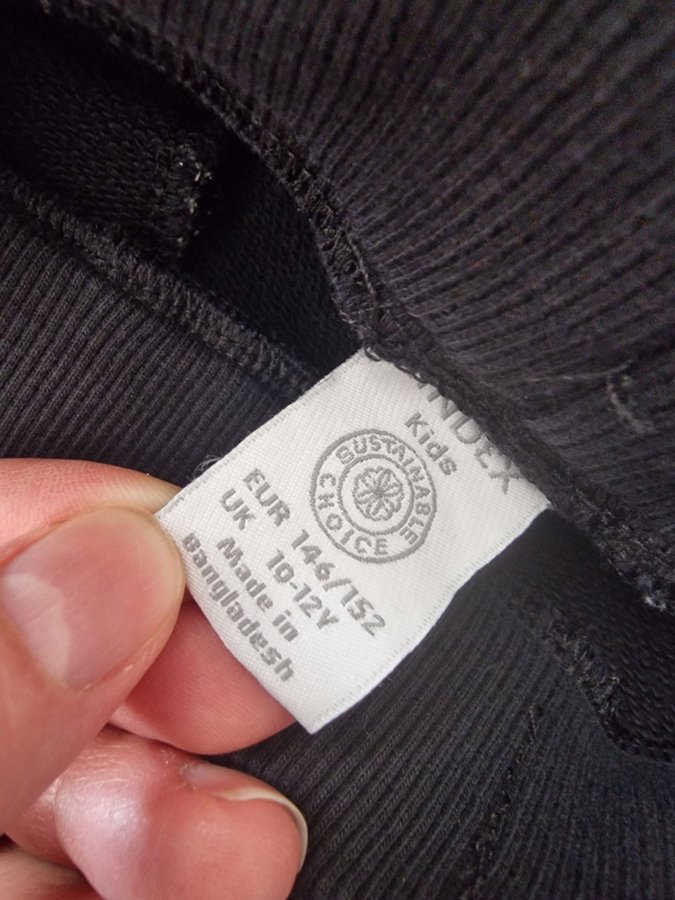 Kids
SUSTAINABLE
CHOICE
EUR 146/152
UK 10-12Y
Made in
Bangladesh